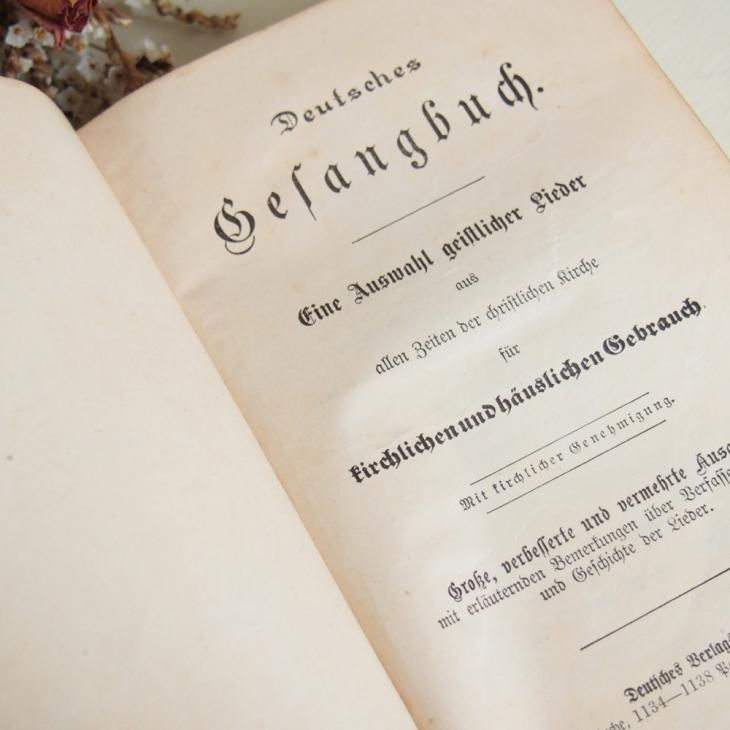 Deutsches
Gesangbuch.
Eine Auswahl geistlicher Lieder
aus
allen Zeiten der christlichen Kirche
für
kirchlichen und häuslichen Gebrauch.
Mit kirchlicher Genehmigung.
Große, verbesserte und vermehrte
mit erläuternden Bemerkungen über
und Geschichte der Lieder.
Deutsches
1134—1138